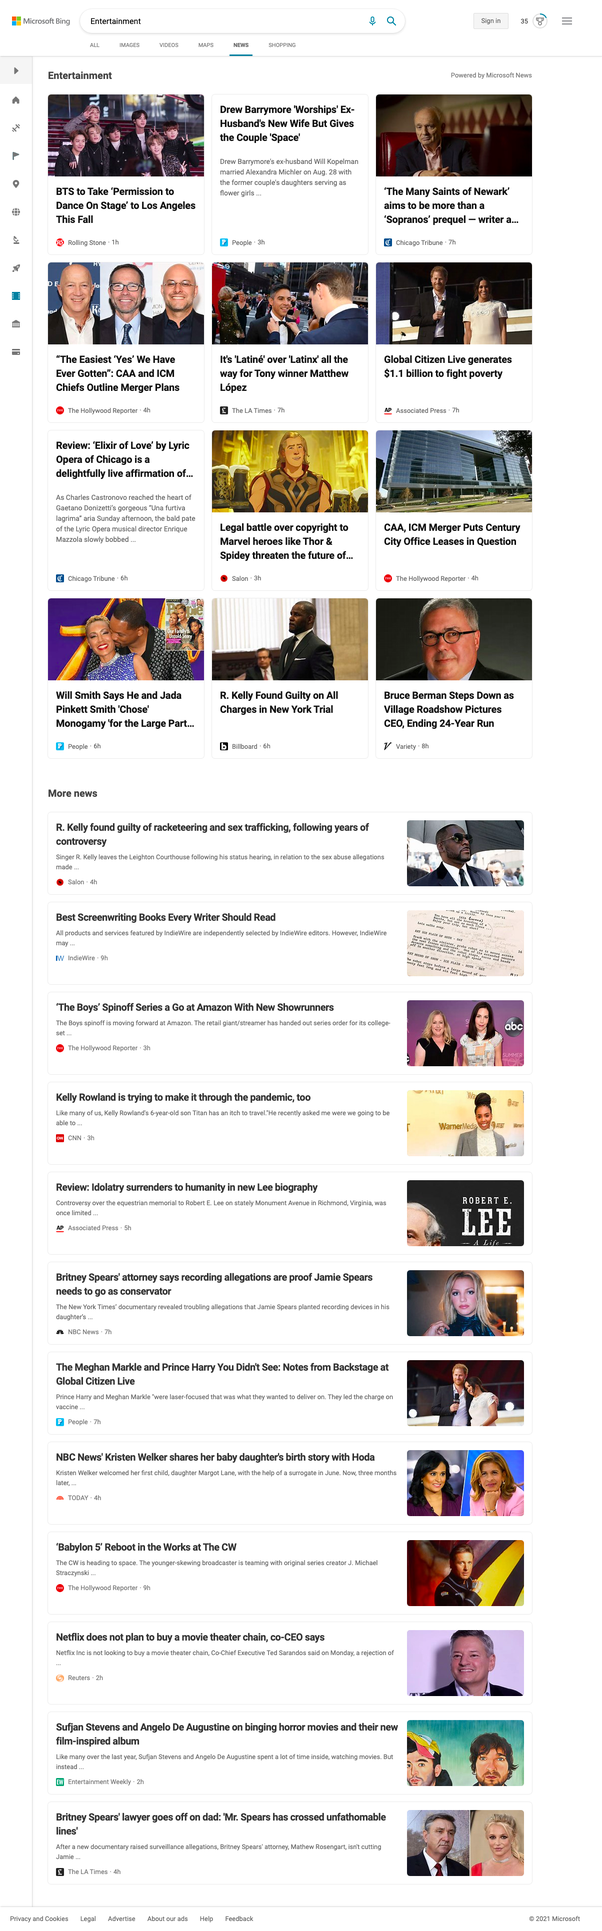 Microsoft Bing
Entertainment
Sign in
35
ALL
IMAGES
VIDEOS
MAPS
NEWS
SHOPPING
Entertainment
Powered by Microsoft News
BTS to Take 'Permission to
Dance On Stage' to Los Angeles
This Fall
Rolling Stone · 1h
Drew Barrymore 'Worships' Ex-
Husband's New Wife But Gives
the Couple 'Space'
Drew Barrymore's ex-husband Will Kopelman
married Alexandra Michler on Aug. 28 with
the former couple's daughters serving as
flower girls ...
People · 3h
'The Many Saints of Newark'
aims to be more than a
'Sopranos' prequel — writer a...
Chicago Tribune · 7h
"The Easiest 'Yes' We Have
Ever Gotten": CAA and ICM
Chiefs Outline Merger Plans
The Hollywood Reporter · 4h
It's 'Latiné' over 'Latinx' all the
way for Tony winner Matthew
López
The LA Times · 7h
Global Citizen Live generates
$1.1 billion to fight poverty
AP Associated Press · 7h
Review: 'Elixir of Love' by Lyric
Opera of Chicago is a
delightfully live affirmation of...
As Charles Castronovo reached the heart of
Gaetano Donizetti's gorgeous "Una furtiva
lagrima" aria Sunday afternoon, the bald pate
of the Lyric Opera musical director Enrique
Mazzola slowly bobbed ...
Chicago Tribune · 6h
Legal battle over copyright to
Marvel heroes like Thor &
Spidey threaten the future of...
Salon · 3h
CAA, ICM Merger Puts Century
City Office Leases in Question
The Hollywood Reporter · 4h
Will Smith Says He and Jada
Pinkett Smith 'Chose'
Monogamy 'for the Large Part...
People · 6h
R. Kelly Found Guilty on All
Charges in New York Trial
Billboard · 6h
Bruce Berman Steps Down as
Village Roadshow Pictures
CEO, Ending 24-Year Run
Variety · 8h
More news
R. Kelly found guilty of racketeering and sex trafficking, following years of
controversy
Singer R. Kelly leaves the Leighton Courthouse following his status hearing, in relation to the sex abuse allegations
made ...
Salon · 4h
Best Screenwriting Books Every Writer Should Read
All products and services featured by IndieWire are independently selected by IndieWire editors. However, IndieWire
may ...
IW IndieWire · 9h
'The Boys' Spinoff Series a Go at Amazon With New Showrunners
The Boys spinoff is moving forward at Amazon. The retail giant/streamer has handed out series order for its college-
set ...
The Hollywood Reporter · 3h
abc
Kelly Rowland is trying to make it through the pandemic, too
Like many of us, Kelly Rowland's 6-year-old son Titan has an itch to travel."He recently asked me were we going to be
able to ...
CNN · 3h
WarnerMedia
Review: Idolatry surrenders to humanity in new Lee biography
Controversy over the equestrian memorial to Robert E. Lee on stately Monument Avenue in Richmond, Virginia, was
once limited ...
AP Associated Press · 5h
ROBERT E.
LEE
A Life
Britney Spears' attorney says recording allegations are proof Jamie Spears
needs to go as conservator
The New York Times' documentary revealed troubling allegations that Jamie Spears planted recording devices in his
daughter's ...
NBC News · 7h
The Meghan Markle and Prince Harry You Didn't See: Notes from Backstage at
Global Citizen Live
Prince Harry and Meghan Markle "were laser-focused that was what they wanted to deliver on. They led the charge on
vaccine ...
People · 7h
NBC News' Kristen Welker shares her baby daughter's birth story with Hoda
Kristen Welker welcomed her first child, daughter Margot Lane, with the help of a surrogate in June. Now, three months
later, ...
TODAY · 4h
'Babylon 5' Reboot in the Works at The CW
The CW is heading to space. The younger-skewing broadcaster is teaming with original series creator J. Michael
Straczynski ...
The Hollywood Reporter · 9h
Netflix does not plan to buy a movie theater chain, co-CEO says
Netflix Inc is not looking to buy a movie theater chain, Co-Chief Executive Ted Sarandos said on Monday, a rejection of
...
Reuters · 2h
Sufjan Stevens and Angelo De Augustine on binging horror movies and their new
film-inspired album
Like many over the last year, Sufjan Stevens and Angelo De Augustine spent a lot of time inside, watching movies. But
instead ...
EW Entertainment Weekly · 2h
Britney Spears' lawyer goes off on dad: 'Mr. Spears has crossed unfathomable
lines'
After a new documentary raised surveillance allegations, Britney Spears' attorney, Mathew Rosengart, isn't cutting
Jamie ...
The LA Times · 4h
Privacy and Cookies
Legal
Advertise
About our ads
Help
Feedback
© 2021 Microsoft